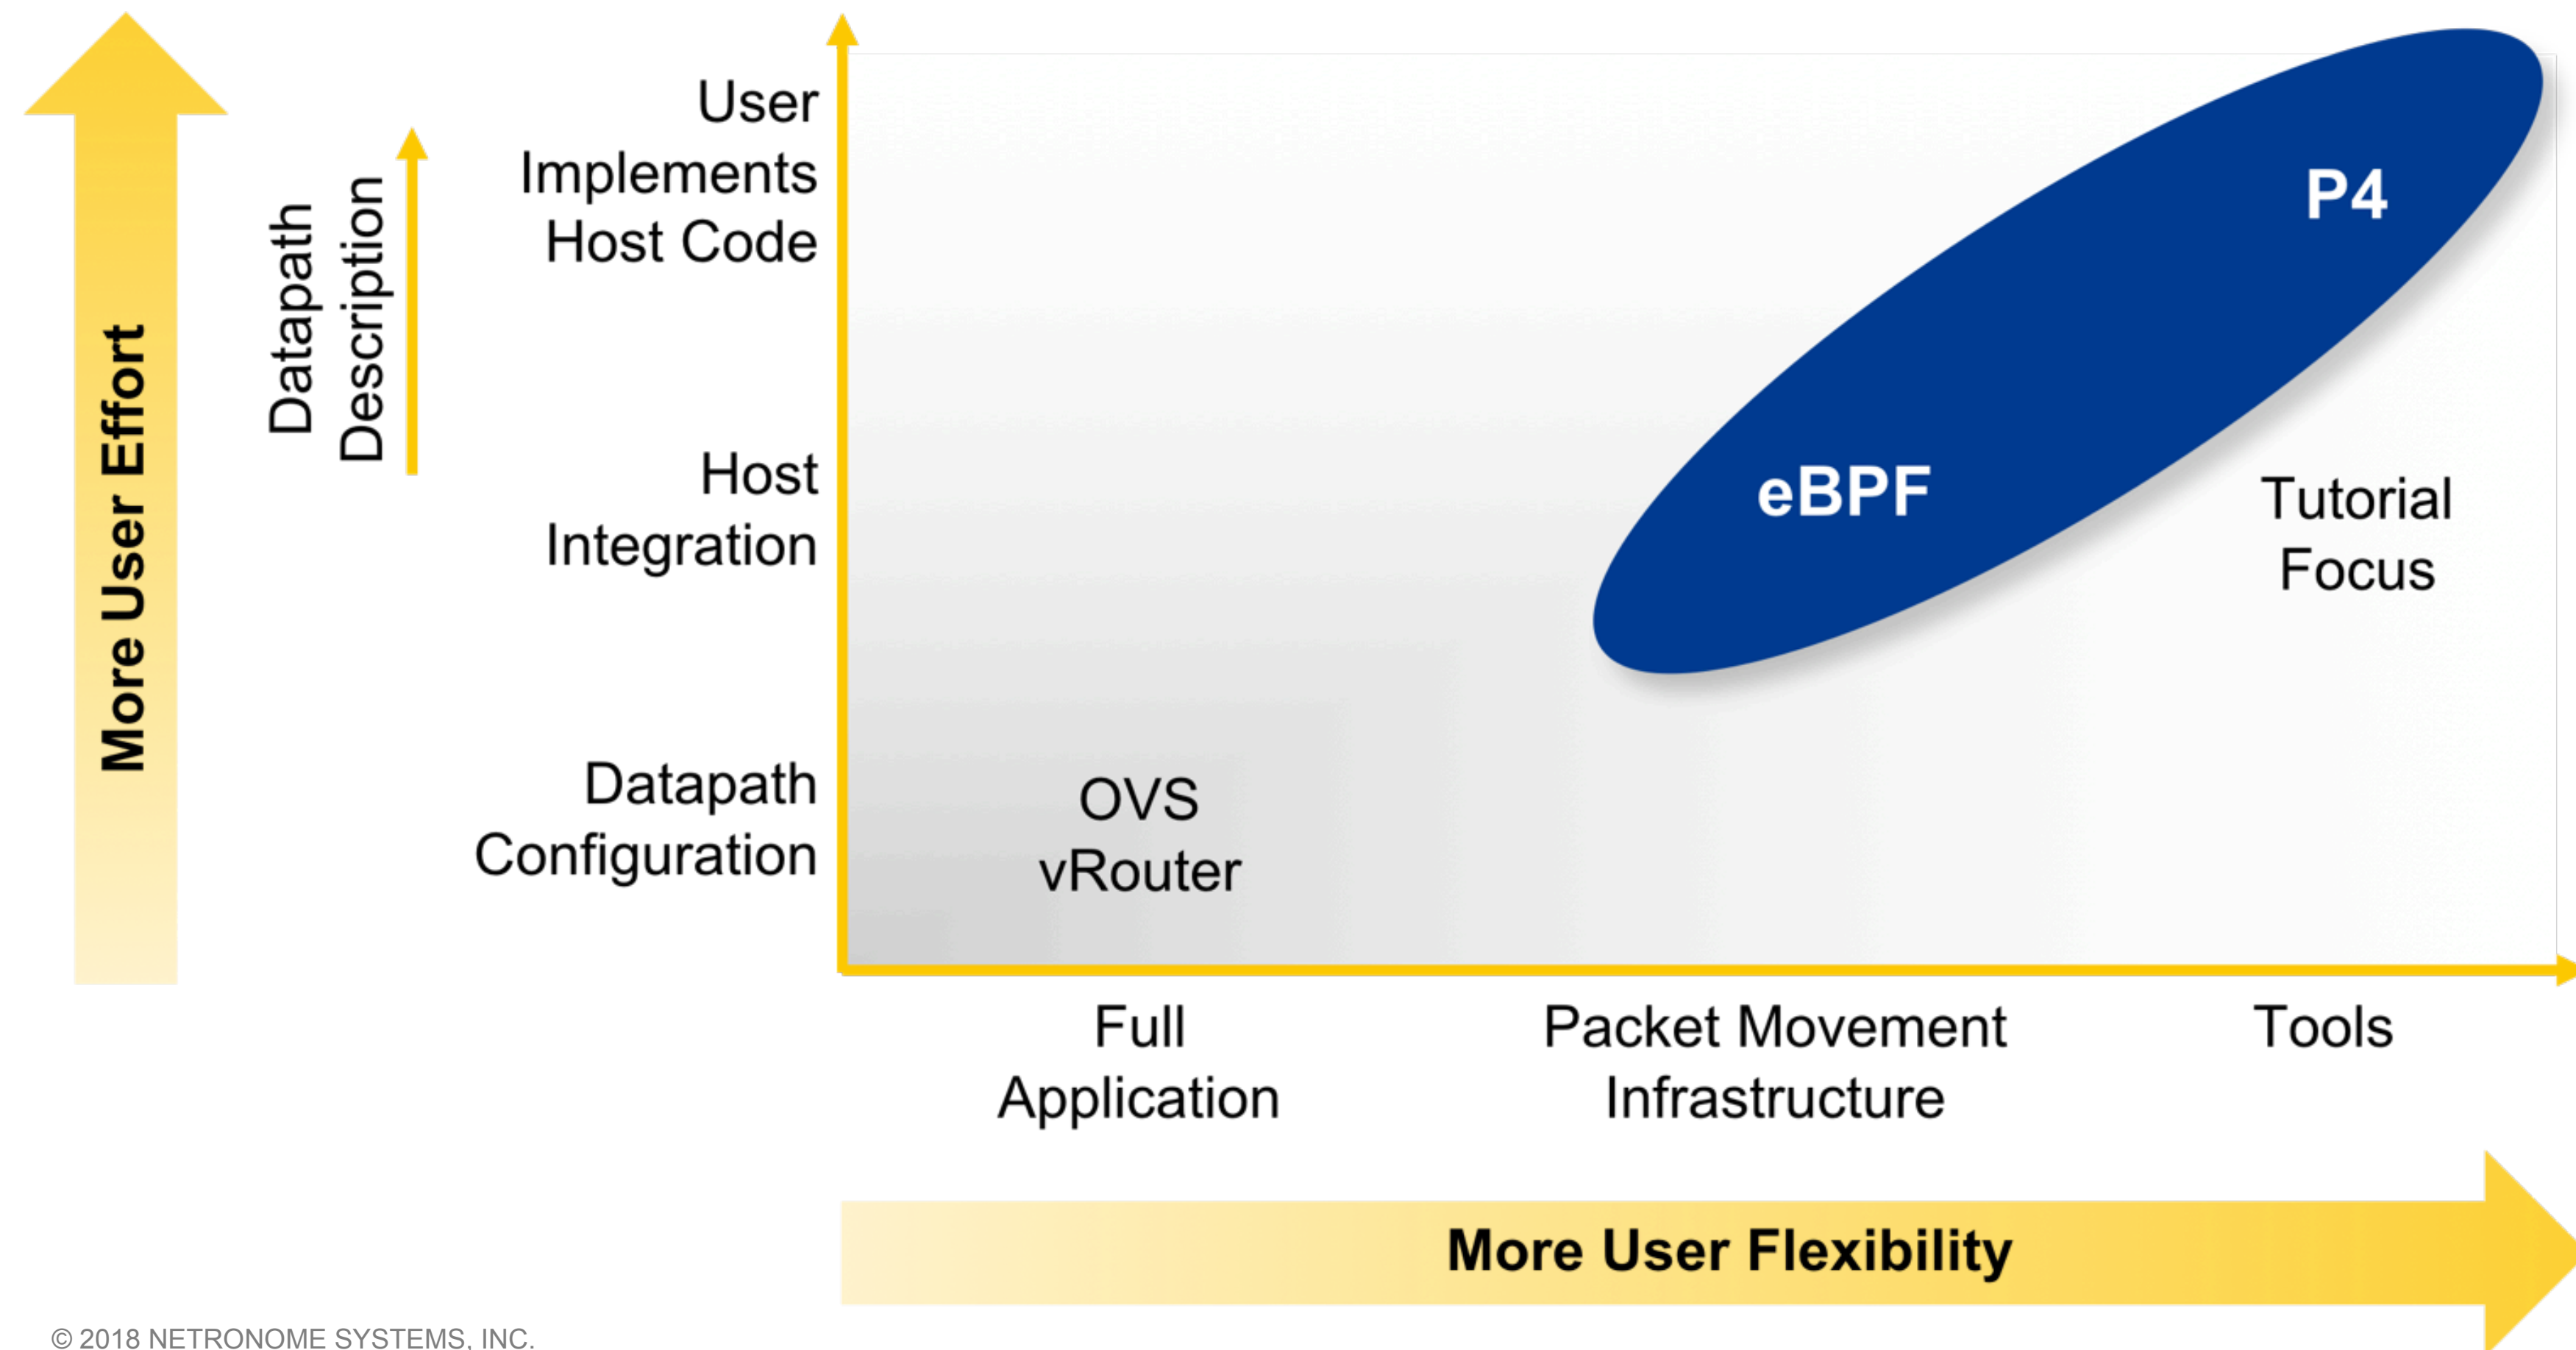 More User Effort
Datapath
Description
User
Implements
Host Code
Host
Integration
Datapath
Configuration
P4
eBPF
Tutorial
Focus
OVS
vRouter
Full
Application
Packet Movement
Infrastructure
Tools
More User Flexibility
© 2018 NETRONOME SYSTEMS, INC.